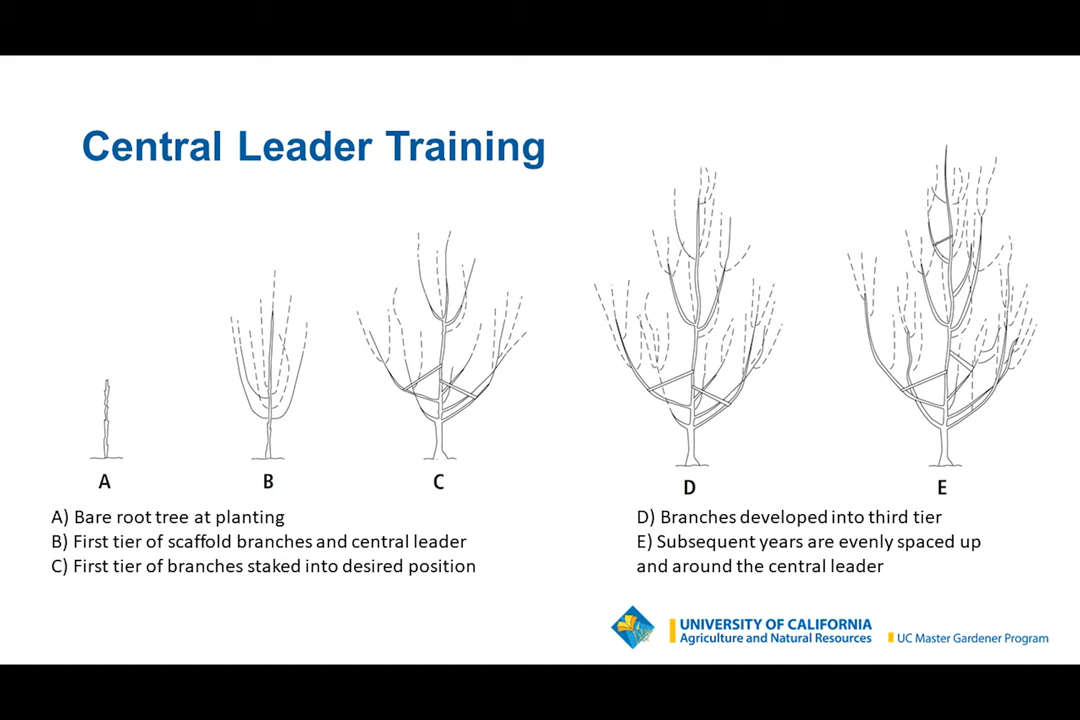 Central Leader Training
A
B
C
D
E
A) Bare root tree at planting
B) First tier of scaffold branches and central leader
C) First tier of branches staked into desired position
D) Branches developed into third tier
E) Subsequent years are evenly spaced up
and around the central leader
UNIVERSITY OF CALIFORNIA
Agriculture and Natural Resources
UC Master Gardener Program